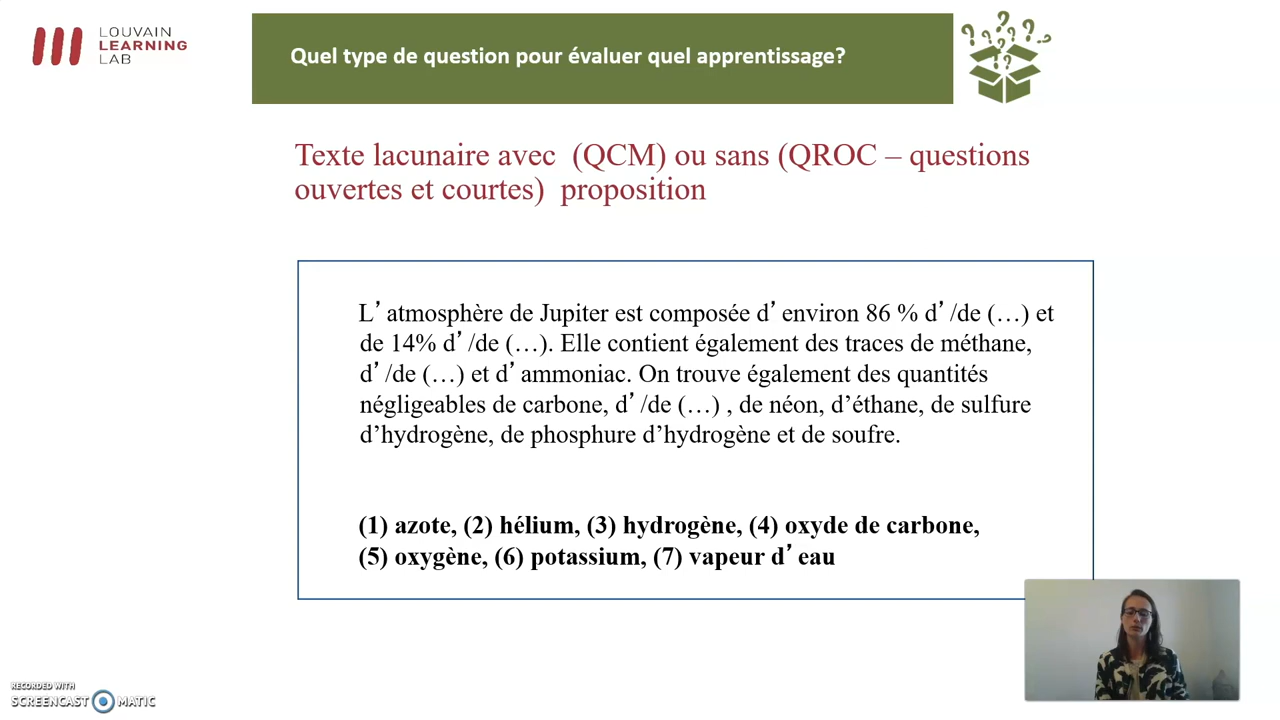 LOUVAIN
LEARNING
LAB
Quel type de question pour évaluer quel apprentissage?
Texte lacunaire avec (QCM) ou sans (QROC – questions
ouvertes et courtes) proposition
L’ atmosphère de Jupiter est composée d’ environ 86 % d’ /de (…) et
de 14% d’ /de (…). Elle contient également des traces de méthane,
d’ /de (…) et d’ ammoniac. On trouve également des quantités
négligeables de carbone, d’ /de (…) , de néon, d’éthane, de sulfure
d’hydrogène, de phosphure d’hydrogène et de soufre.
(1) azote, (2) hélium, (3) hydrogène, (4) oxyde de carbone,
(5) oxygène, (6) potassium, (7) vapeur d’ eau
RECORDED WITH
SCREENCAST MATIC